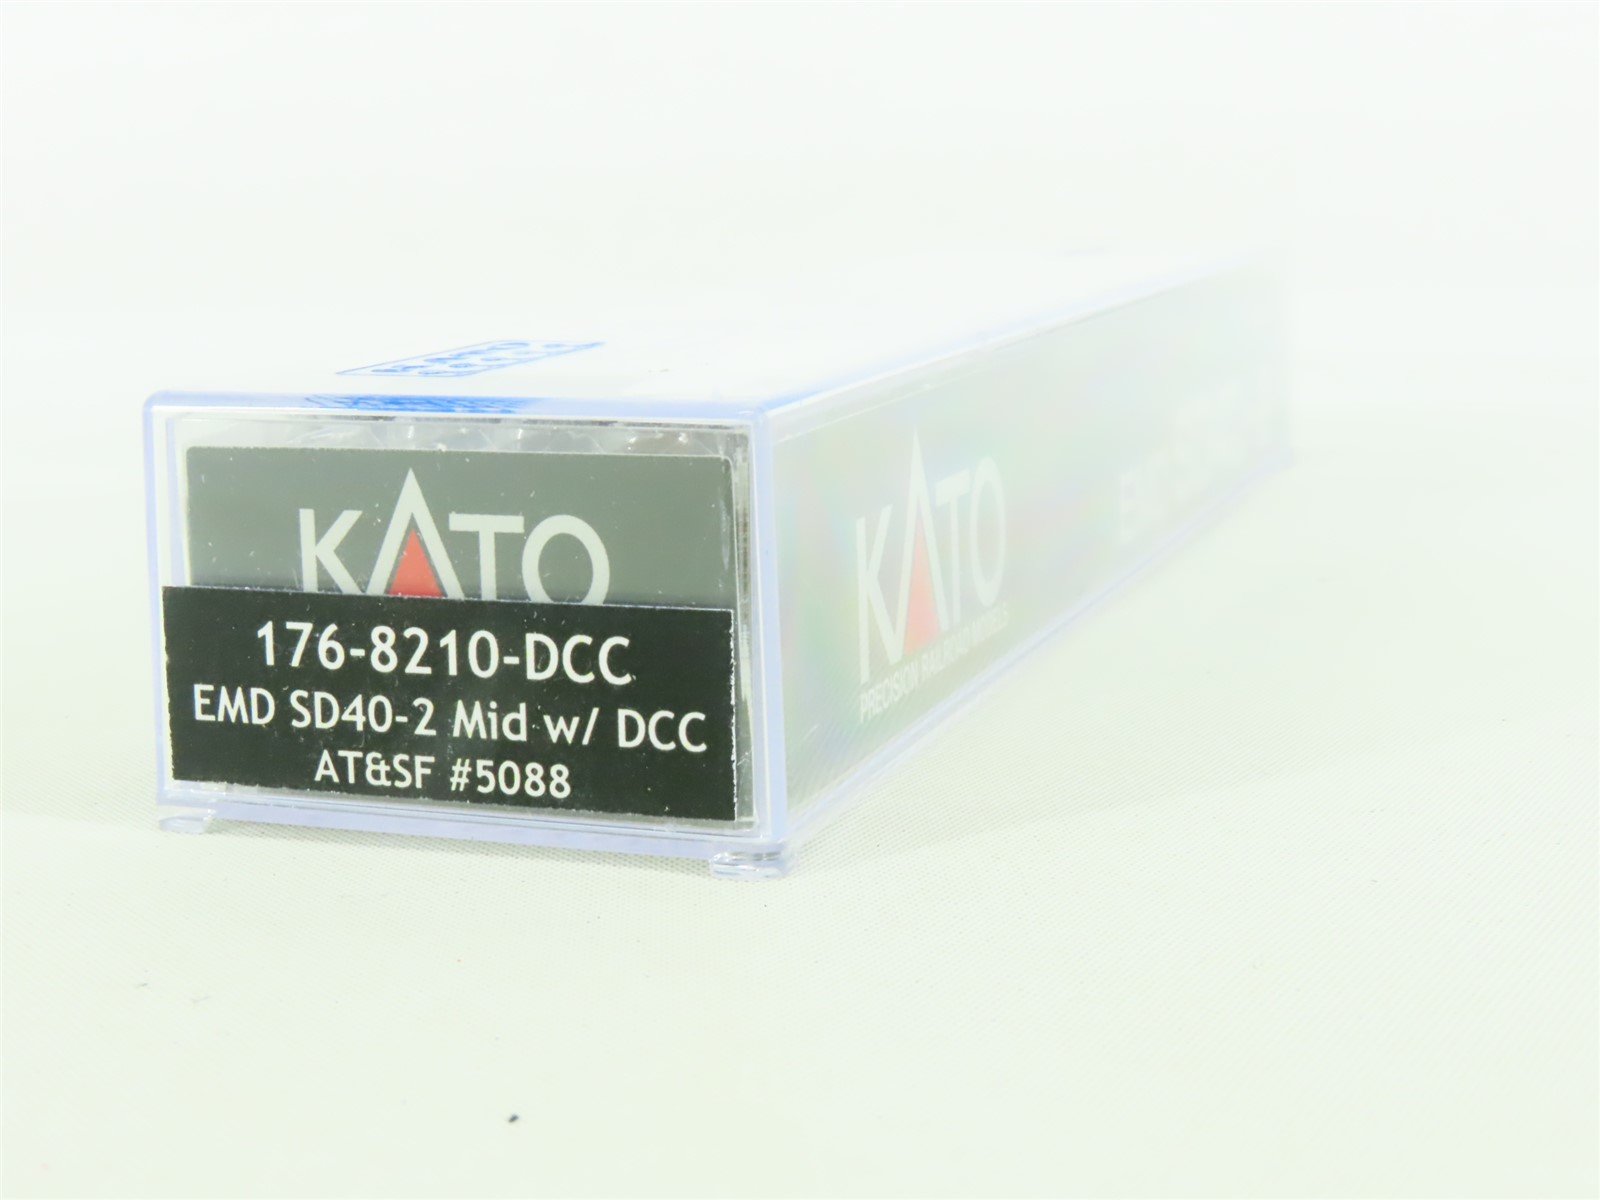 KATO
176-8210-DCC
EMD SD40-2 Mid w/ DCC
AT&SF #5088
KATO
PRECISION RAILROAD MODELS